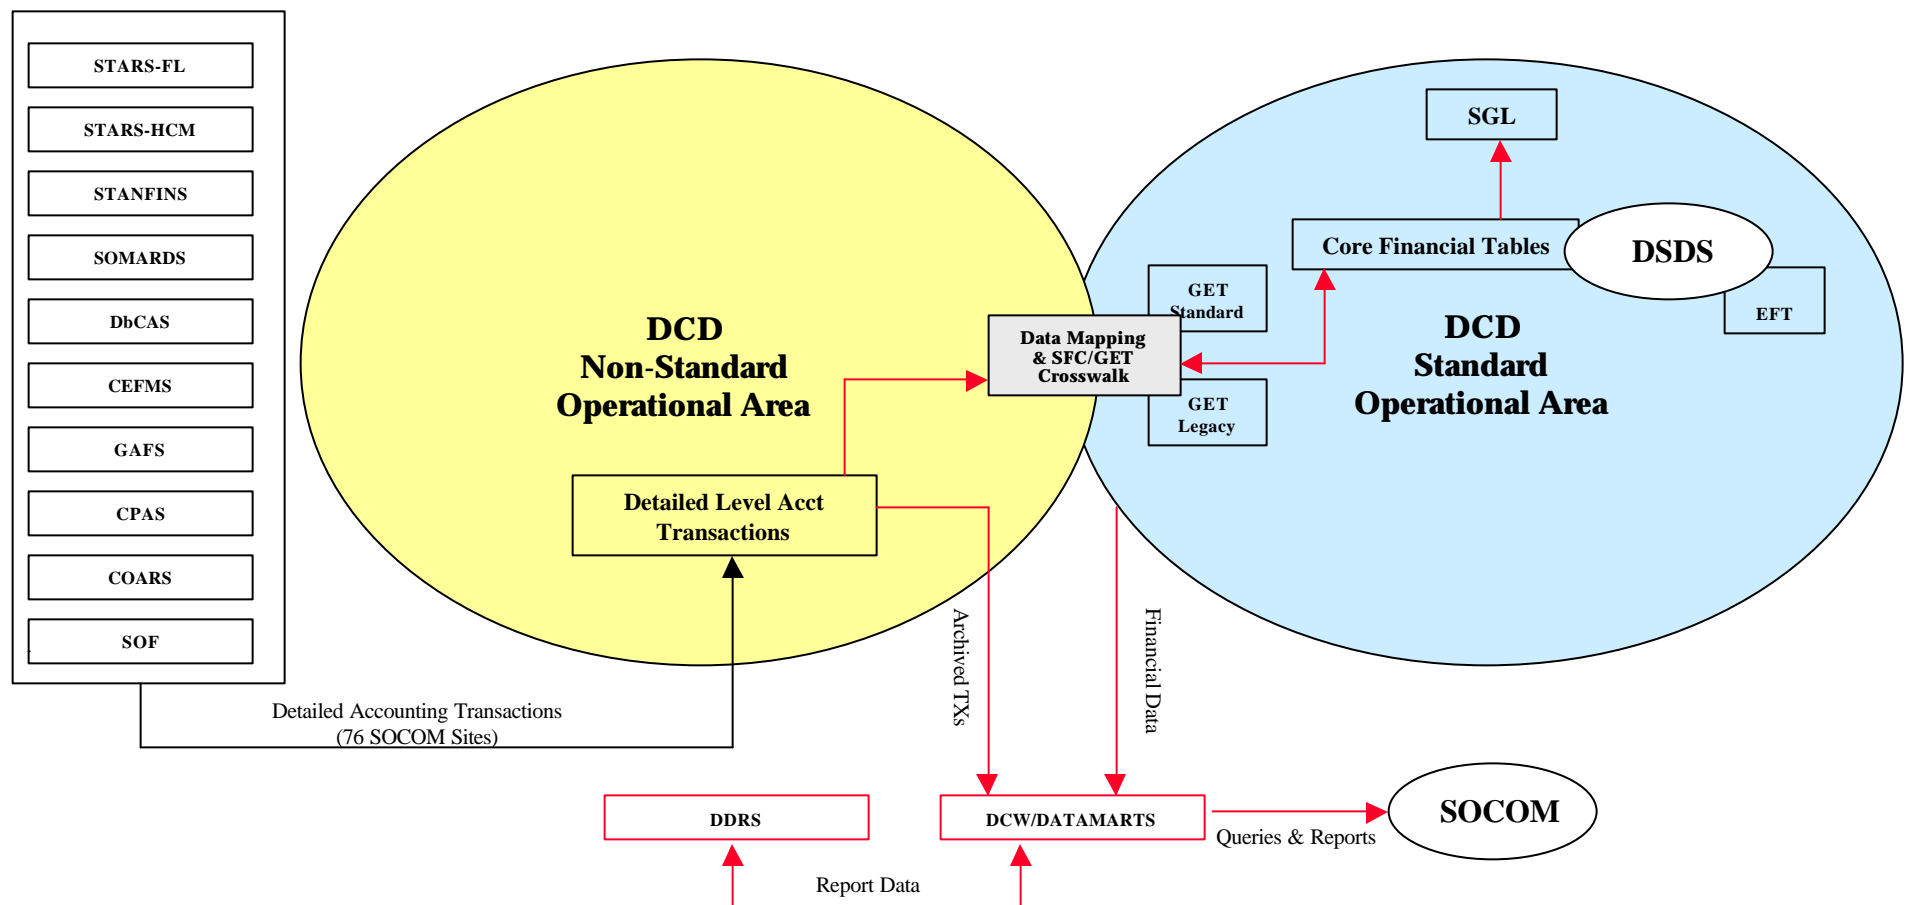 STARS-FL
STARS-HCM
STANFINS
SOMARDS
DbCAS
CEFMS
GAFS
CPAS
COARS
SOF
Detailed Accounting Transactions
(76 SOCOM Sites)
DCD
Non-Standard
Operational Area
Detailed Level Acct
Transactions
Data Mapping
& SFC/GET
Crosswalk
GET
Standard
GET
Legacy
SGL
Core Financial Tables
DSDS
EFT
DCD
Standard
Operational Area
Archived TXs
Financial Data
DDRS
DCW/DATAMARTS
Queries & Reports
SOCOM
Report Data